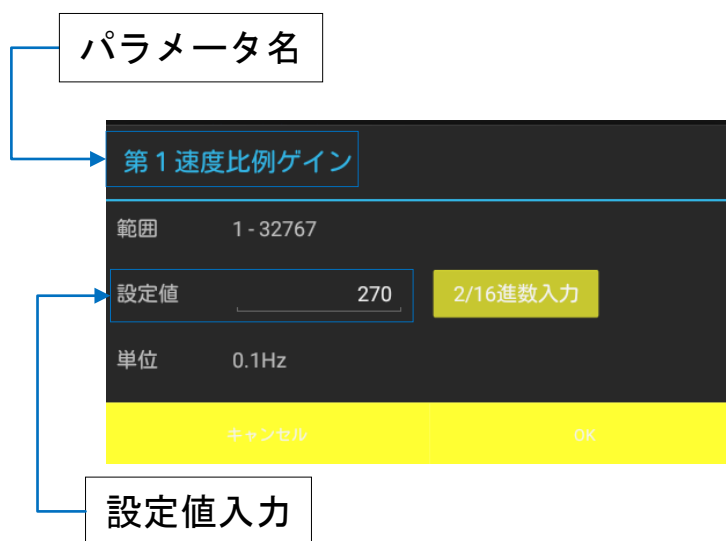 パラメータ名
第1速度比例ゲイン
範囲 1 - 32767
設定値 270 2/16進数入力
単位 0.1Hz
キャンセル OK
設定値入力